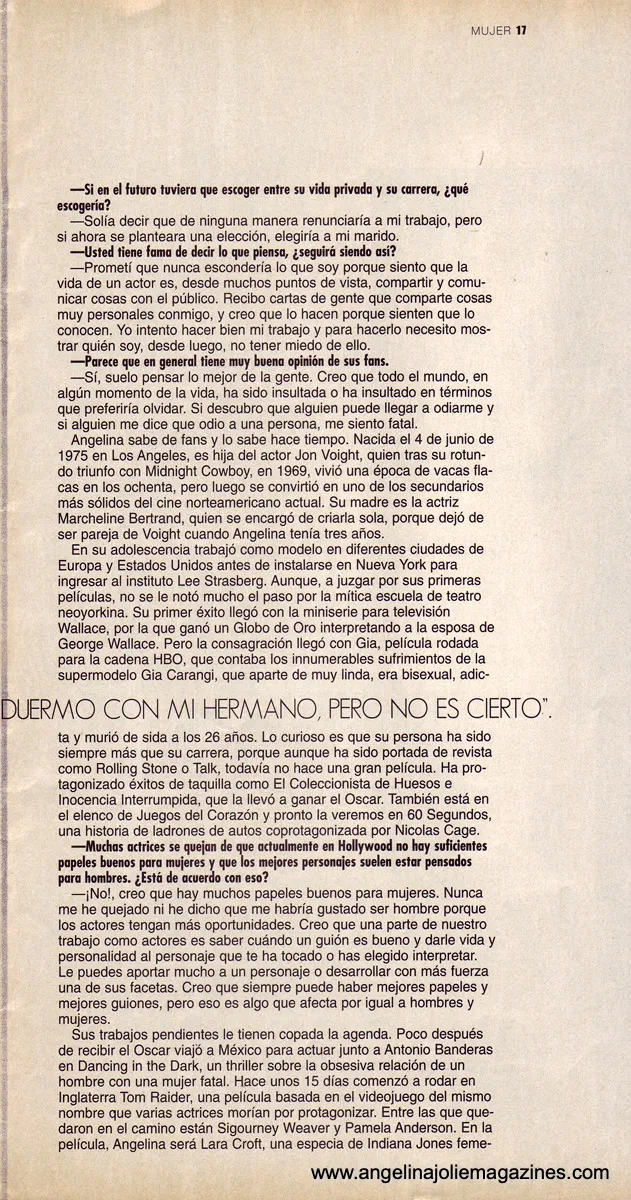 MUJER 17
—Si en el futuro tuviera que escoger entre su vida privada y su carrera, ¿qué
escogería?
—Solía decir que de ninguna manera renunciaría a mi trabajo, pero
si ahora se planteara una elección, elegiría a mi marido.
—Usted tiene fama de decir lo que piensa, ¿seguirá siendo así?
—Prometí que nunca escondería lo que soy porque siento que la
vida de un actor es, desde muchos puntos de vista, compartir y comu-
nicar cosas con el público. Recibo cartas de gente que comparte cosas
muy personales conmigo, y creo que lo hacen porque sienten que lo
conocen. Yo intento hacer bien mi trabajo y para hacerlo necesito mos-
trar quién soy, desde luego, no tener miedo de ello.
—Parece que en general tiene muy buena opinión de sus fans.
—Sí, suelo pensar lo mejor de la gente. Creo que todo el mundo, en
algún momento de la vida, ha sido insultada o ha insultado en términos
que preferiría olvidar. Si descubro que alguien puede llegar a odiarme y
si alguien me dice que odio a una persona, me siento fatal.
Angelina sabe de fans y lo sabe hace tiempo. Nacida el 4 de junio de
1975 en Los Angeles, es hija del actor Jon Voight, quien tras su rotun-
do triunfo con Midnight Cowboy, en 1969, vivió una época de vacas fla-
cas en los ochenta, pero luego se convirtió en uno de los secundarios
más sólidos del cine norteamericano actual. Su madre es la actriz
Marcheline Bertrand, quien se encargó de criarla sola, porque dejó de
ser pareja de Voight cuando Angelina tenía tres años.
En su adolescencia trabajó como modelo en diferentes ciudades de
Europa y Estados Unidos antes de instalarse en Nueva York para
ingresar al instituto Lee Strasberg. Aunque, a juzgar por sus primeras
películas, no se le notó mucho el paso por la mítica escuela de teatro
neoyorkina. Su primer éxito llegó con la miniserie para televisión
Wallace, por la que ganó un Globo de Oro interpretando a la esposa de
George Wallace. Pero la consagración llegó con Gia, película rodada
para la cadena HBO, que contaba los innumerables sufrimientos de la
supermodelo Gia Carangi, que aparte de muy linda, era bisexual, adic-
DUERMO CON MI HERMANO, PERO NO ES CIERTO".
ta y murió de sida a los 26 años. Lo curioso es que su persona ha sido
siempre más que su carrera, porque aunque ha sido portada de revista
como Rolling Stone o Talk, todavía no hace una gran película. Ha pro-
tagonizado éxitos de taquilla como El Coleccionista de Huesos e
Inocencia Interrumpida, que la llevó a ganar el Oscar. También está en
el elenco de Juegos del Corazón y pronto la veremos en 60 Segundos,
una historia de ladrones de autos coprotagonizada por Nicolas Cage.
—Muchas actrices se quejan de que actualmente en Hollywood no hay suficientes
papeles buenos para mujeres y que los mejores personajes suelen estar pensados
para hombres. ¿Está de acuerdo con eso?
—¡No!, creo que hay muchos papeles buenos para mujeres. Nunca
me he quejado ni he dicho que me habría gustado ser hombre porque
los actores tengan más oportunidades. Creo que una parte de nuestro
trabajo como actores es saber cuándo un guión es bueno y darle vida y
personalidad al personaje que te ha tocado o has elegido interpretar.
Le puedes aportar mucho a un personaje o desarrollar con más fuerza
una de sus facetas. Creo que siempre puede haber mejores papeles y
mejores guiones, pero eso es algo que afecta por igual a hombres y
mujeres.
Sus trabajos pendientes le tienen copada la agenda. Poco después
de recibir el Oscar viajó a México para actuar junto a Antonio Banderas
en Dancing in the Dark, un thriller sobre la obsesiva relación de un
hombre con una mujer fatal. Hace unos 15 días comenzó a rodar en
Inglaterra Tom Raider, una película basada en el videojuego del mismo
nombre que varias actrices morían por protagonizar. Entre las que que-
daron en el camino están Sigourney Weaver y Pamela Anderson. En la
película, Angelina será Lara Croft, una especia de Indiana Jones feme-
www.angelinajoliemagazines.com